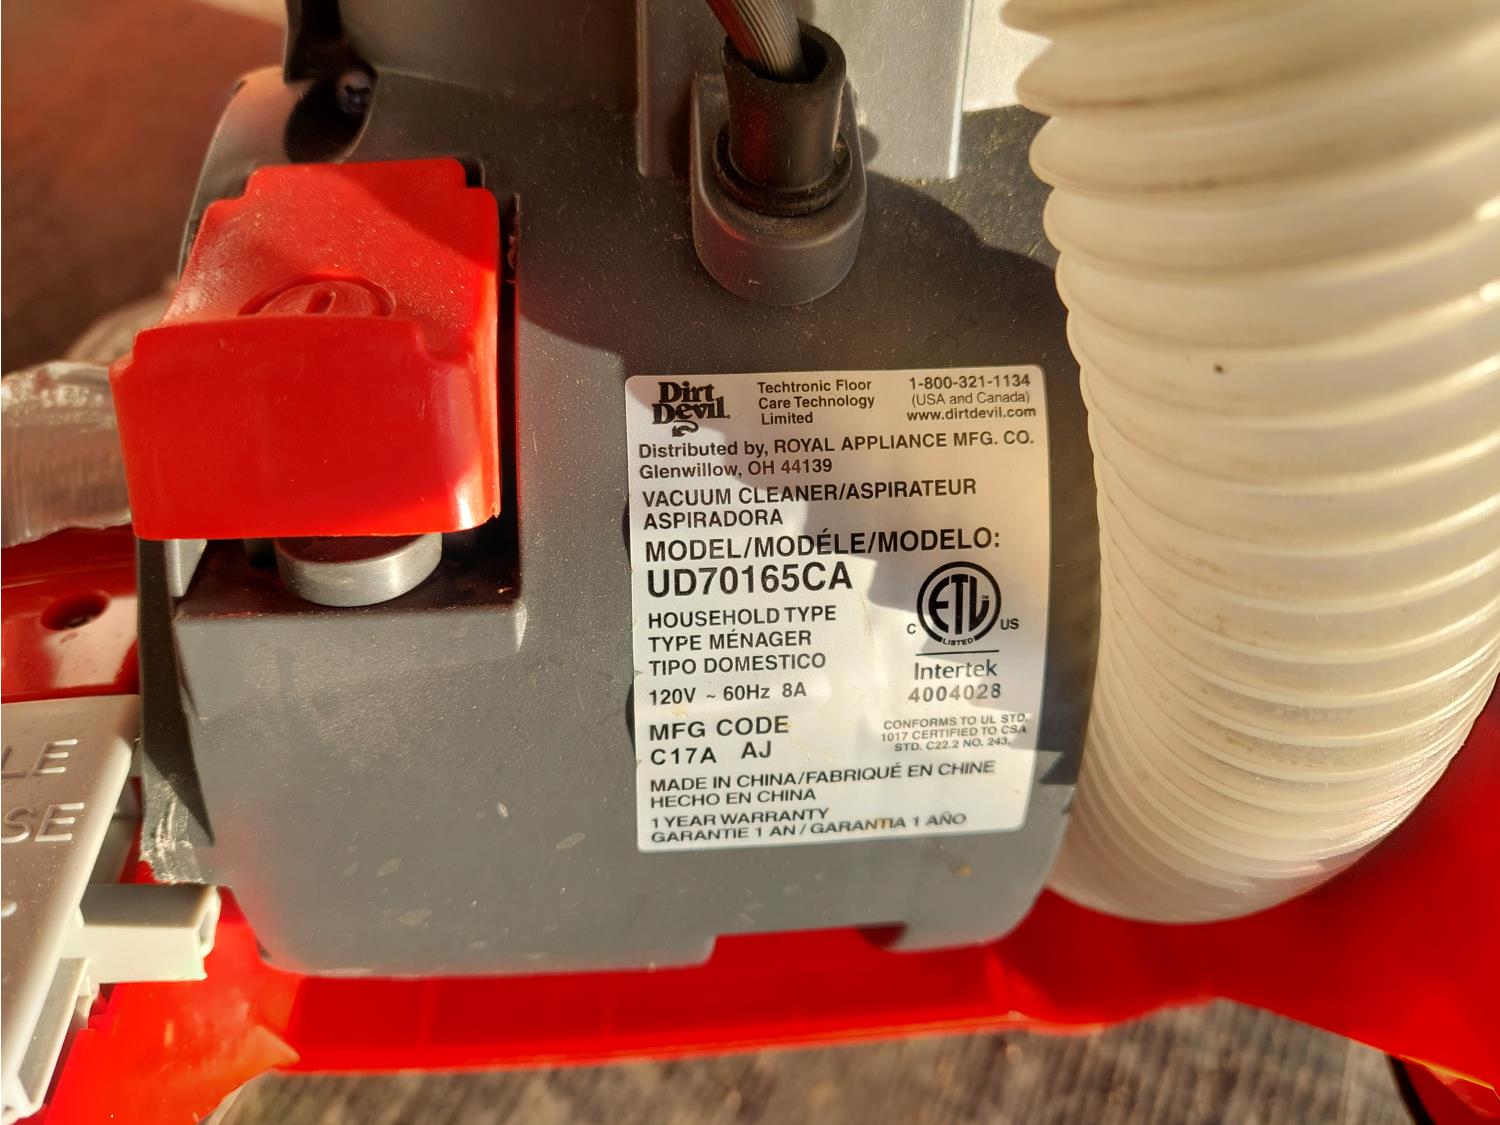 Dirt Devil
Techtronic Floor
Care Technology
Limited
1-800-321-1134
(USA and Canada)
www.dirtdevil.com
Distributed by, ROYAL APPLIANCE MFG. CO.
Glenwillow, OH 44139
VACUUM CLEANER/ASPIRATEUR
ASPIRADORA
MODEL/MODÉLE/MODELO:
UD70165CA
HOUSEHOLD TYPE
TYPE MÉNAGER
TIPO DOMESTICO
120V ~ 60Hz 8A
MFG CODE
C17A AJ
C ETL US
LISTED
Intertek
4004028
CONFORMS TO UL STD.
1017 CERTIFIED TO CSA
STD. C22.2 NO. 243.
MADE IN CHINA/FABRIQUÉ EN CHINE
HECHO EN CHINA
1 YEAR WARRANTY
GARANTIE 1 AN / GARANTIA 1 AÑO
LE
SE